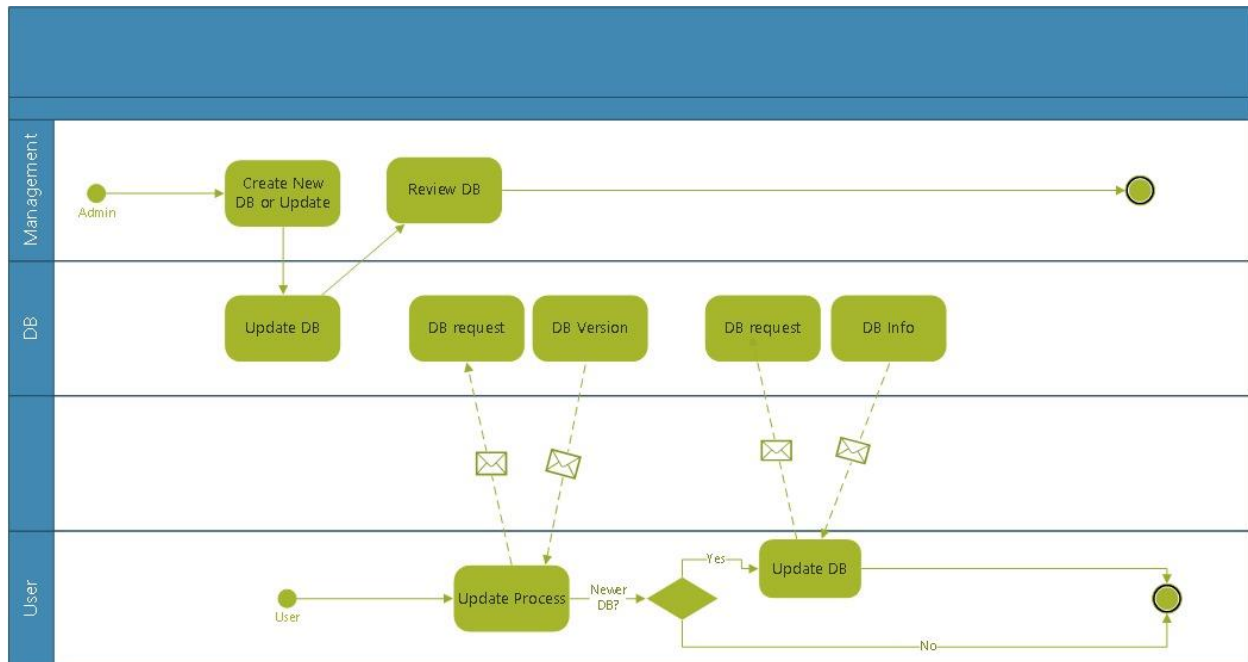 Management
Create New
DB or Update
Review DB
Admin
DB
Update DB
DB request
DB Version
DB request
DB Info
User
Yes
Update DB
Newer
DB?
Update Process
User
No